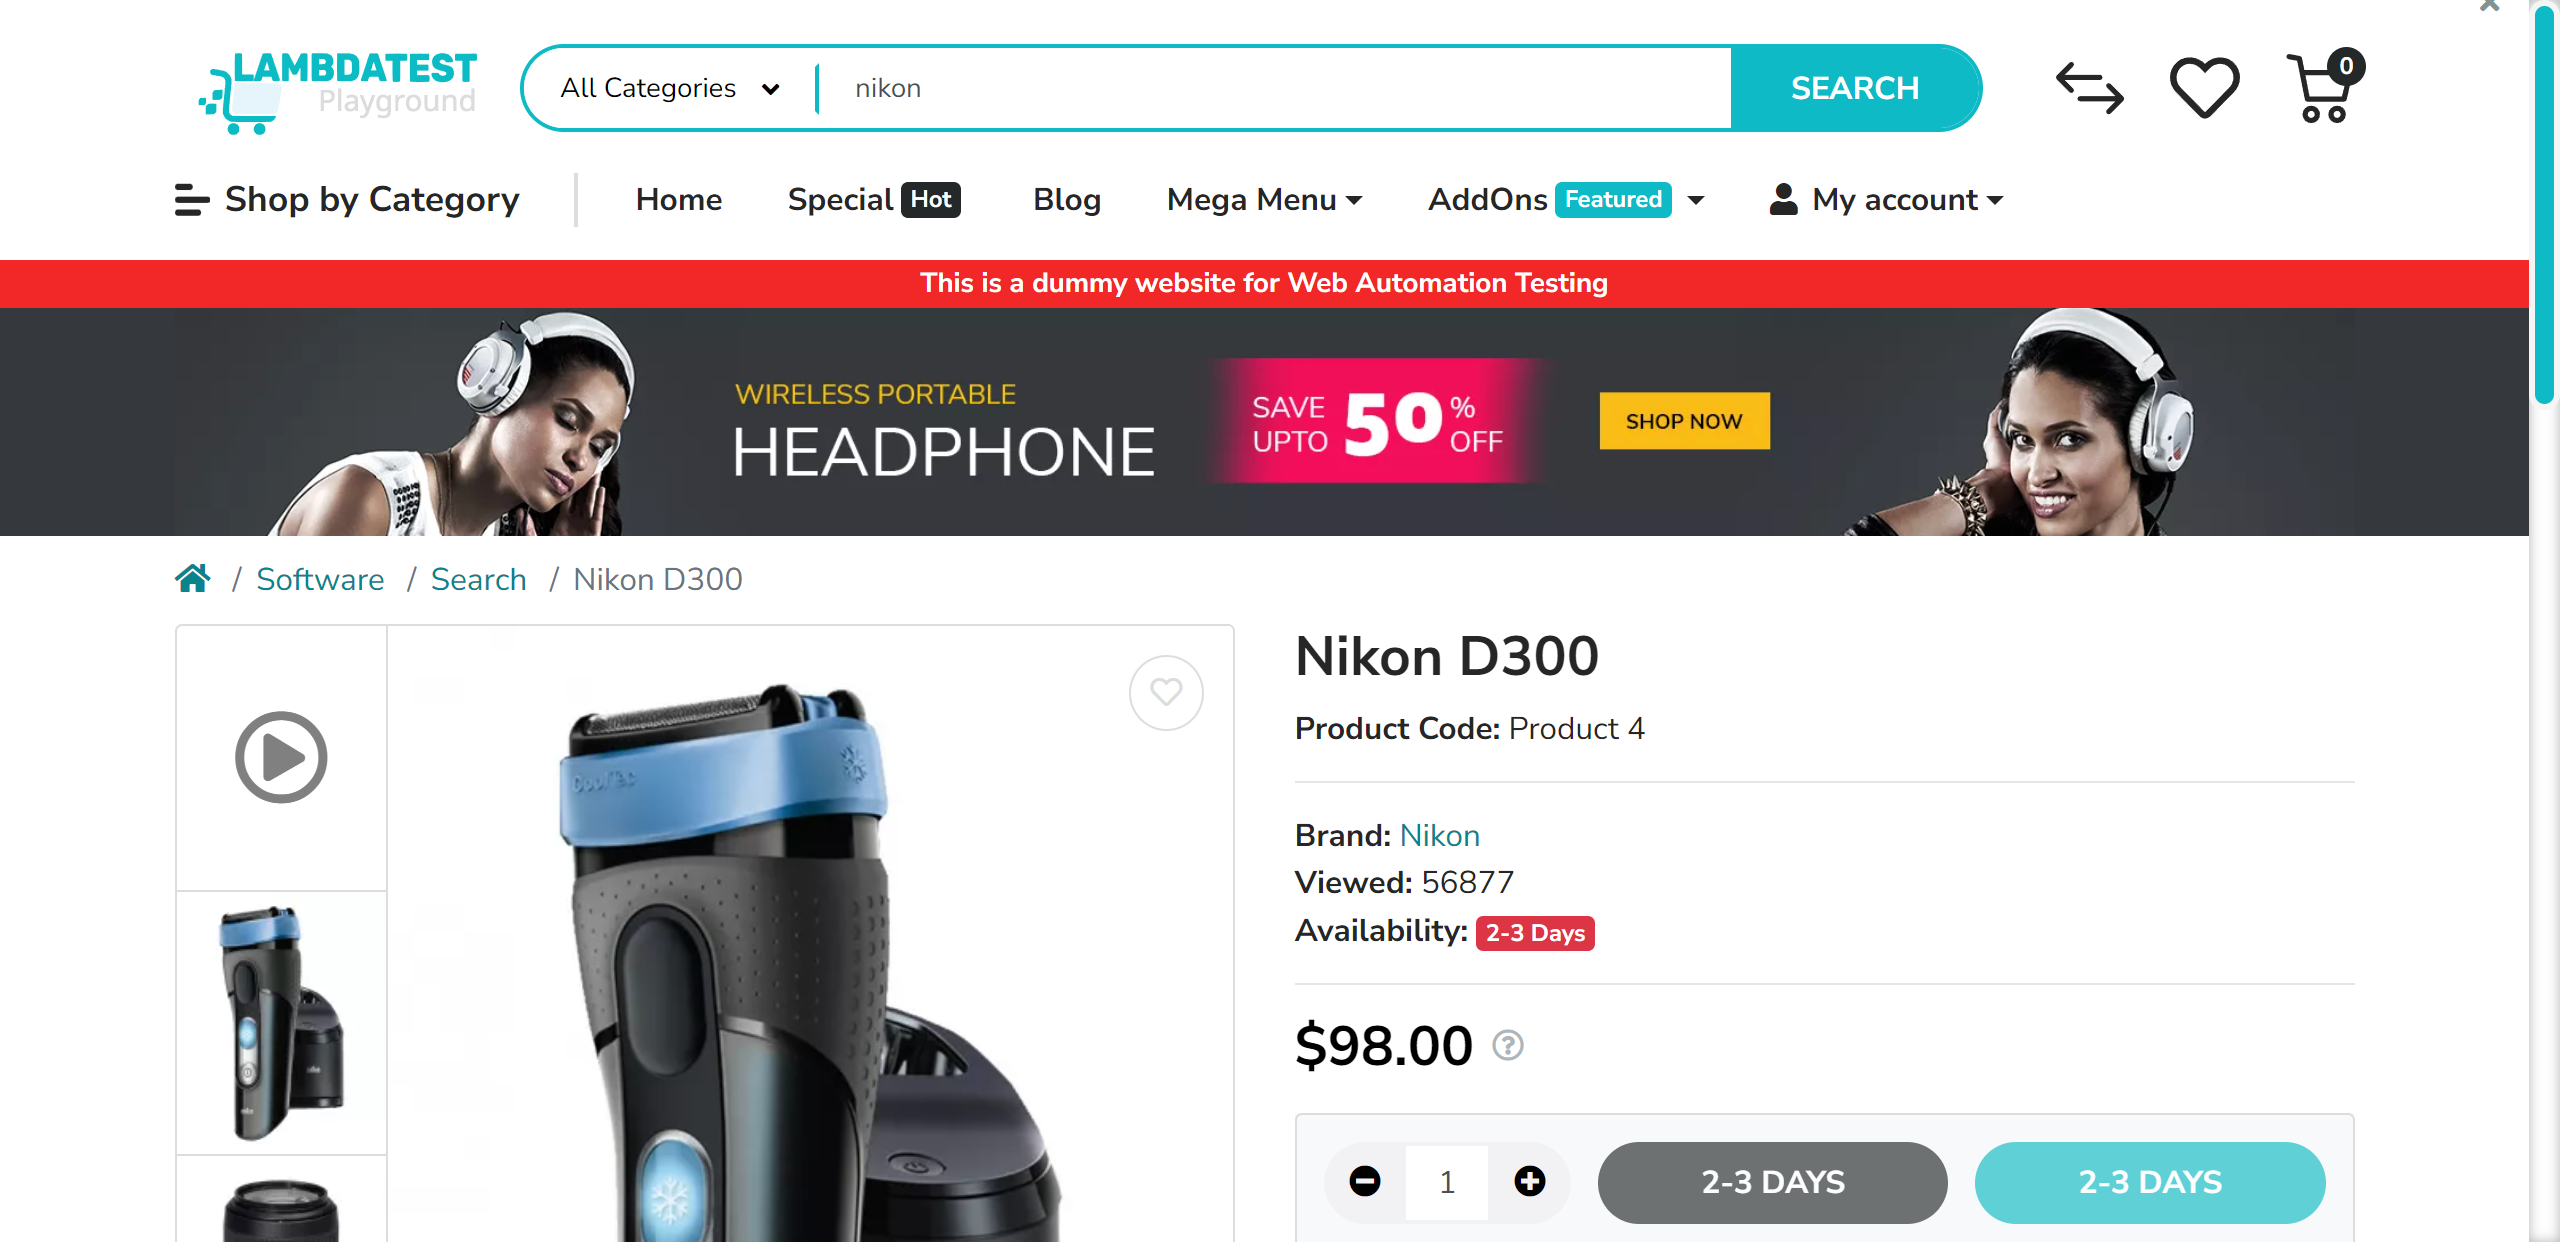 LAMBDATEST
Playground
All Categories
nikon
SEARCH
0
Shop by Category
Home
Special Hot
Blog
Mega Menu
AddOns Featured
My account
This is a dummy website for Web Automation Testing
WIRELESS PORTABLE
HEADPHONE
SAVE UPTO 50% OFF
SHOP NOW
/ Software / Search / Nikon D300
CoolTec
Nikon D300
Product Code: Product 4
Brand: Nikon
Viewed: 56877
Availability: 2-3 Days
$98.00
1
2-3 DAYS
2-3 DAYS